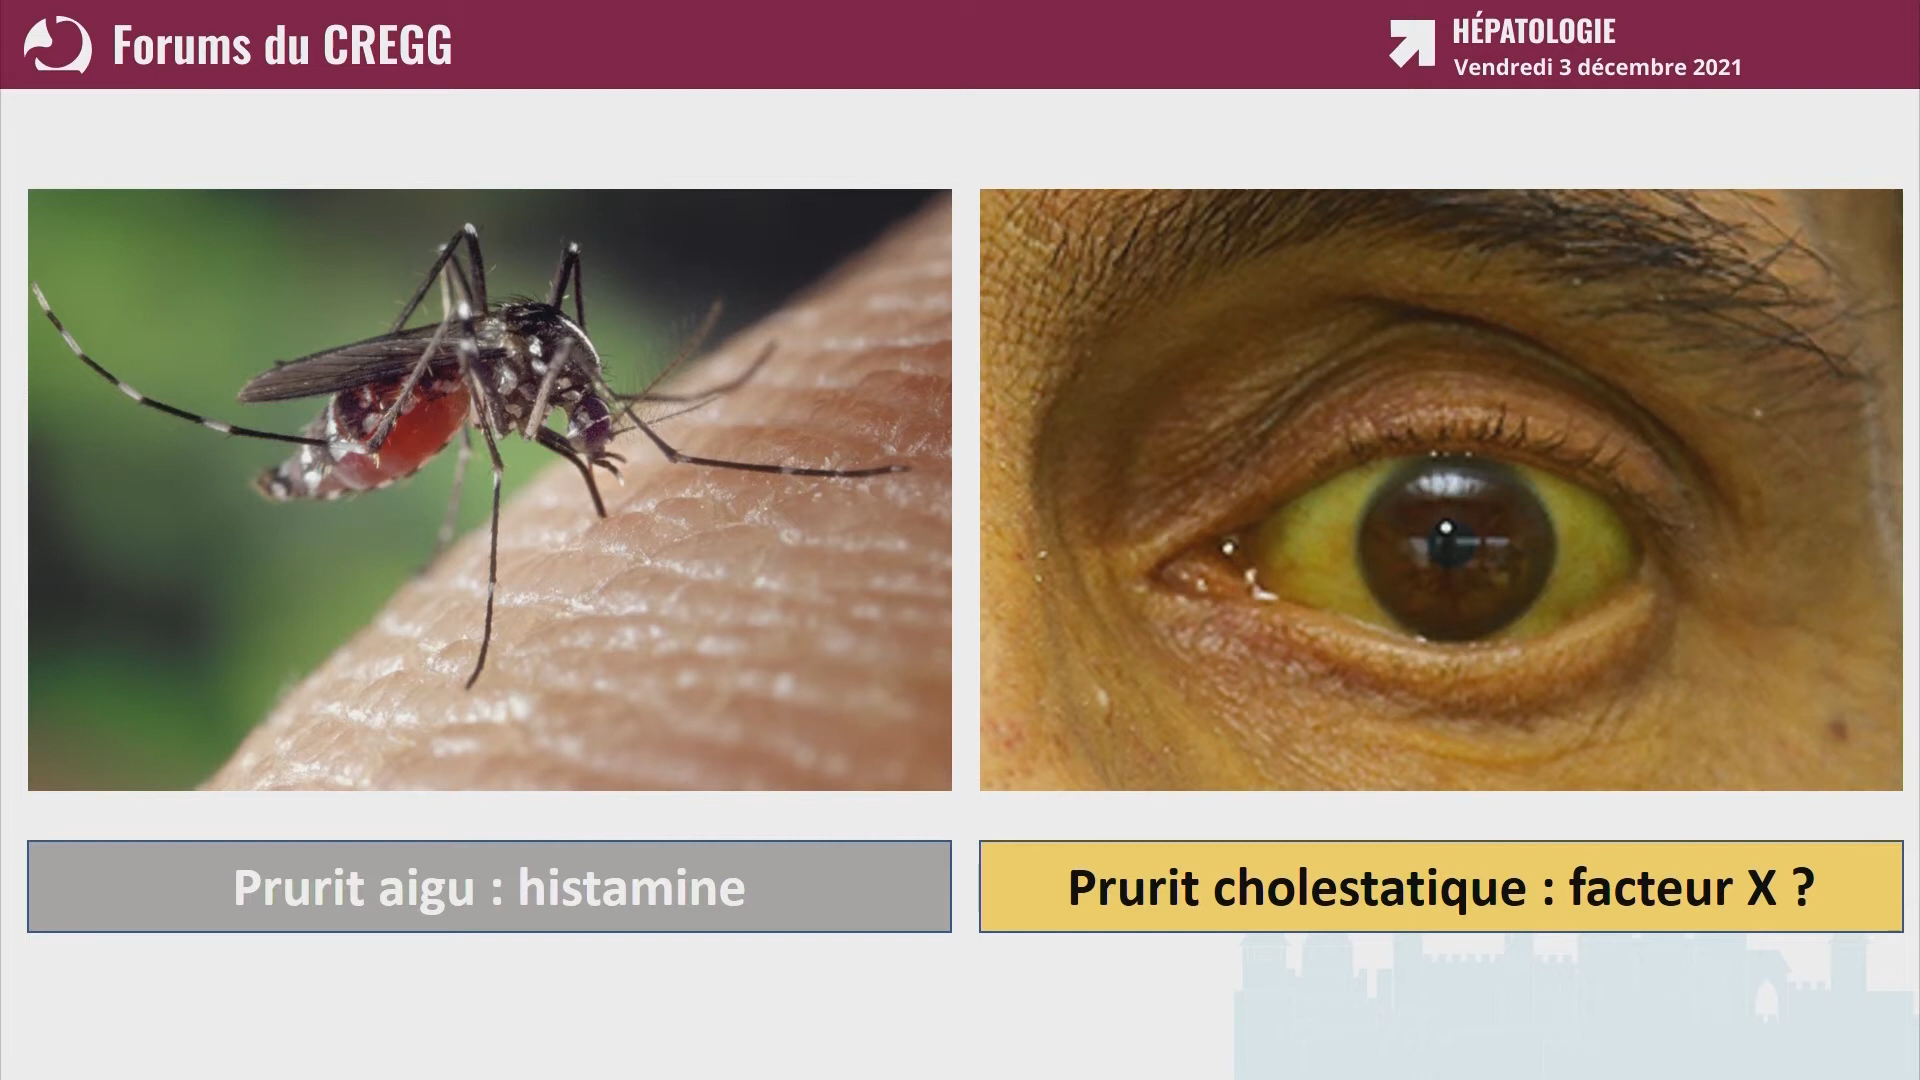 Forums du CREGG
HÉPATOLOGIE
Vendredi 3 décembre 2021
Prurit aigu : histamine
Prurit cholestatique : facteur X ?